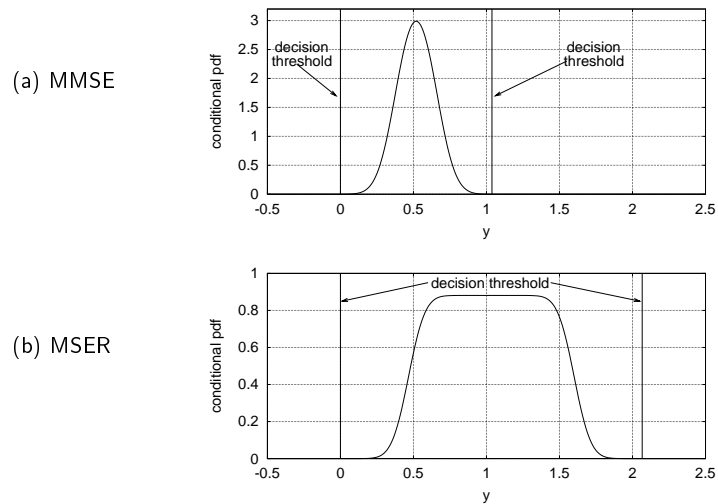 (a) MMSE
conditional pdf
3
2.5
2
1.5
1
0.5
0
decision
threshold
decision
threshold
-0.5 0 0.5 1 1.5 2 2.5
y
(b) MSER
conditional pdf
1
0.8
0.6
0.4
0.2
0
decision threshold
-0.5 0 0.5 1 1.5 2 2.5
y